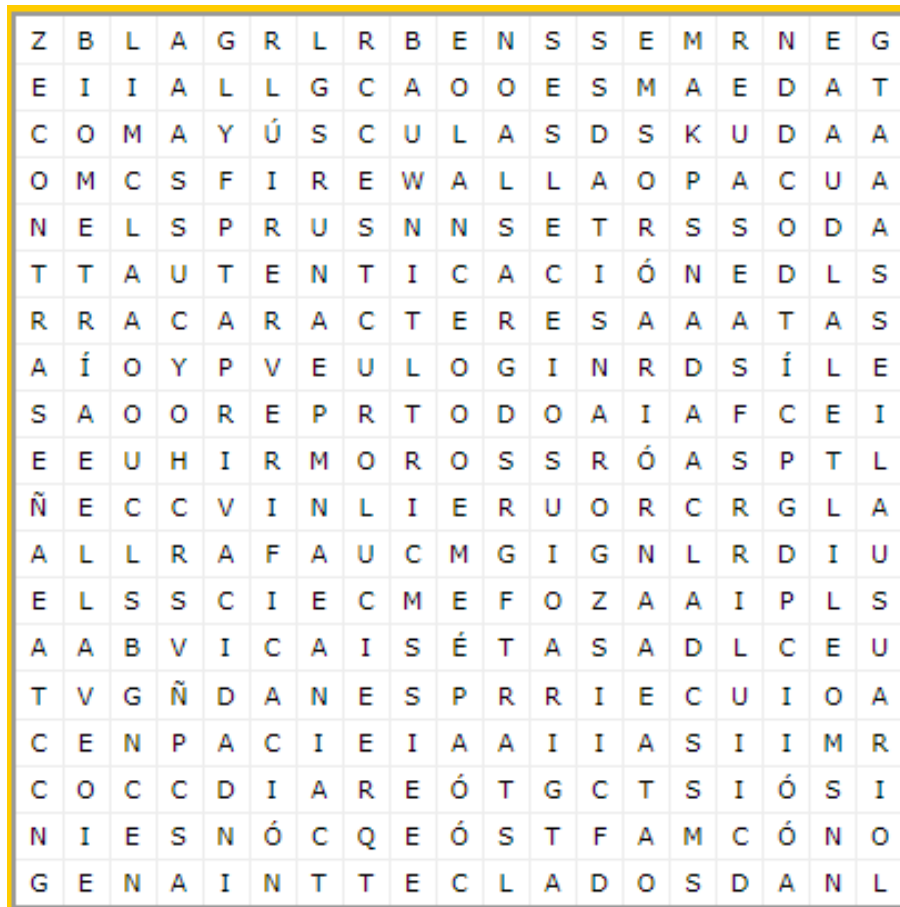 Z B L A G R L R B E N S S E M R N E G
E I I A L L G C A O O E S M A E D A T
C O M A Y Ú S C U L A S D S K U D A A
O M C S F I R E W A L L A O P A C U A
N E L S P R U S N N S E T R S S O D A
T T A U T E N T I C A C I Ó N E D L S
R R A C A R A C T E R E S A A A T A S
A Í O Y P V E U L O G I N R D S Í L E
S A O O R E P R T O D O A I A F C E I
E E U H I R M O R O S S R Ó A S P T L
Ñ E C C V I N L I E R U O R C R G L A
A L L R A F A U C M G I G N L R D I U
E L S S C I E C M E F O Z A A I P L S
A A B V I C A I S É T A S A D L C E U
T V G Ñ D A N E S P R R I E C U I O A
C E N P A C I E I A A I I A S I I M R
C O C C D I A R E Ó T G C T S I Ó S I
N I E S N Ó C Q E Ó S T F A M C Ó N O
G E N A I N T T E C L A D O S D A N L